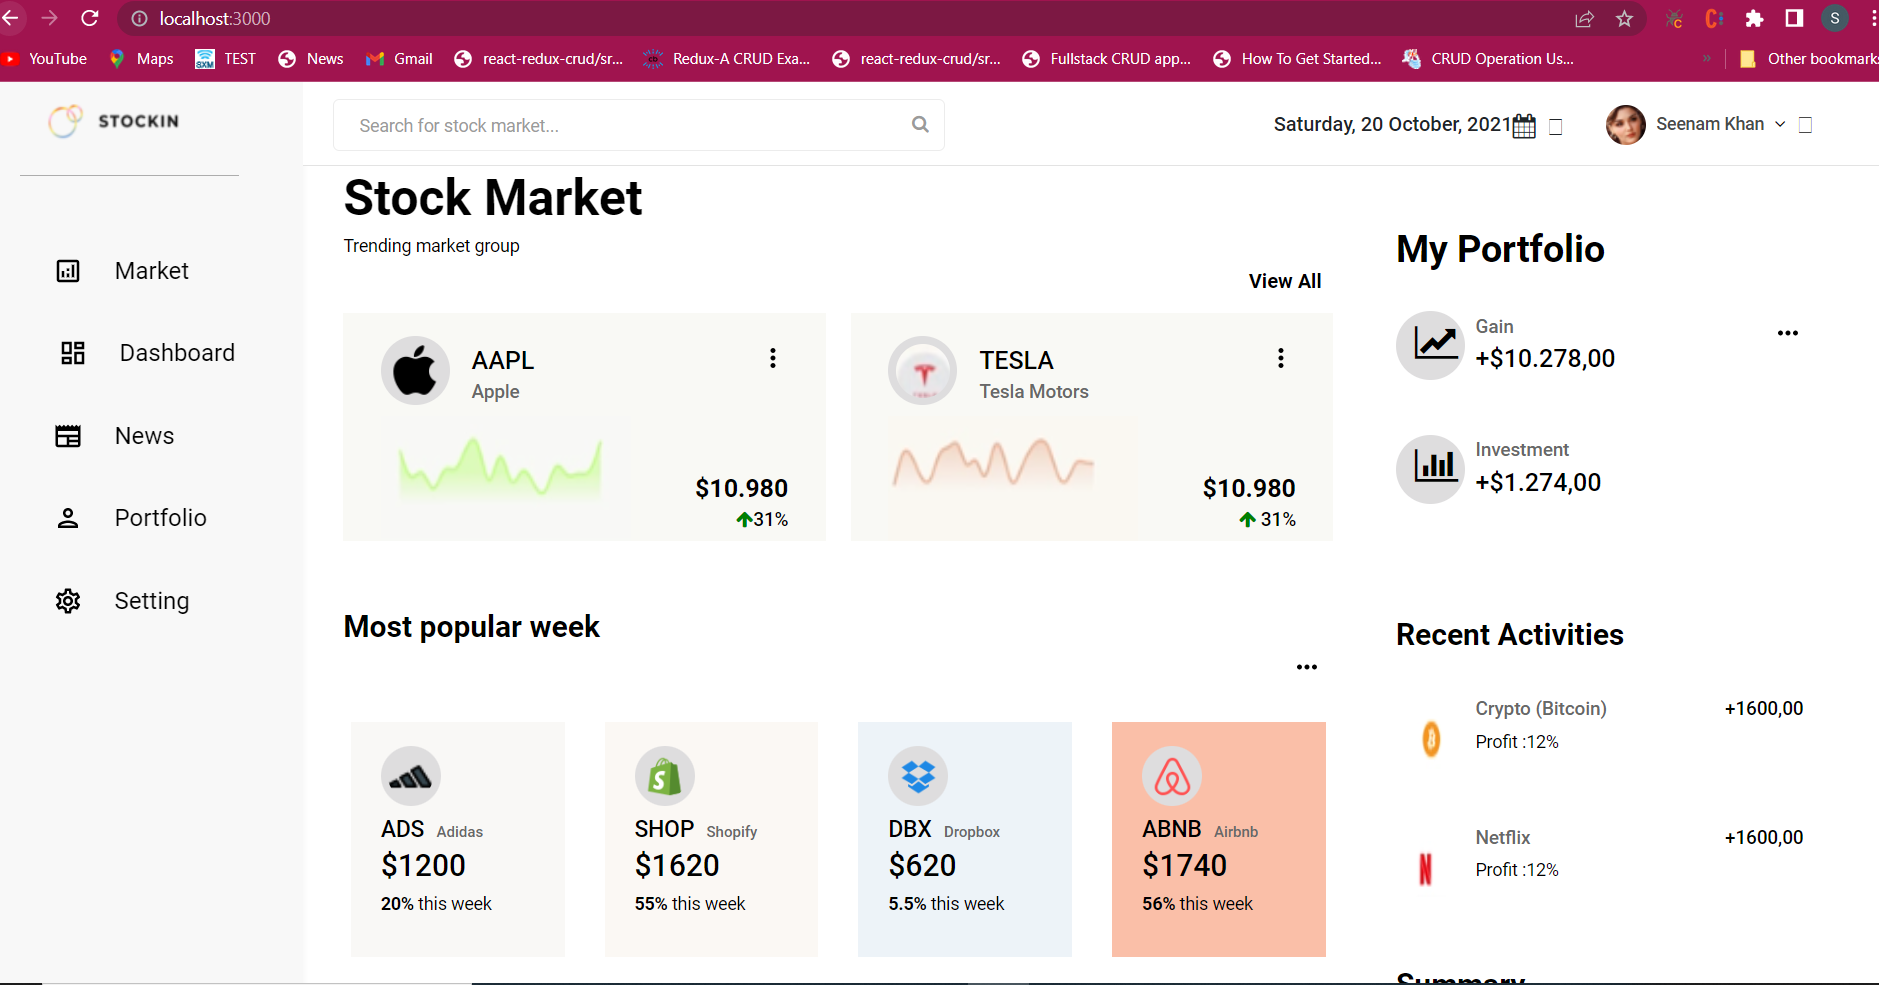 localhost:3000
S
YouTube
Maps
TEST
News
Gmail
react-redux-crud/sr...
Redux-A CRUD Exa...
react-redux-crud/sr...
Fullstack CRUD app...
How To Get Started...
CRUD Operation Us...
»
Other bookmarks
STOCKIN
Search for stock market...
Saturday, 20 October, 2021
Seenam Khan
Market
Dashboard
News
Portfolio
Setting
Stock Market
Trending market group
View All
AAPL
Apple
$10.980
31%
TESLA
Tesla Motors
$10.980
31%
My Portfolio
Gain
+$10.278,00
Investment
+$1.274,00
Most popular week
ADS Adidas
$1200
20% this week
SHOP Shopify
$1620
55% this week
DBX Dropbox
$620
5.5% this week
ABNB Airbnb
$1740
56% this week
Recent Activities
Crypto (Bitcoin) +1600,00
Profit :12%
Netflix +1600,00
Profit :12%
Summary